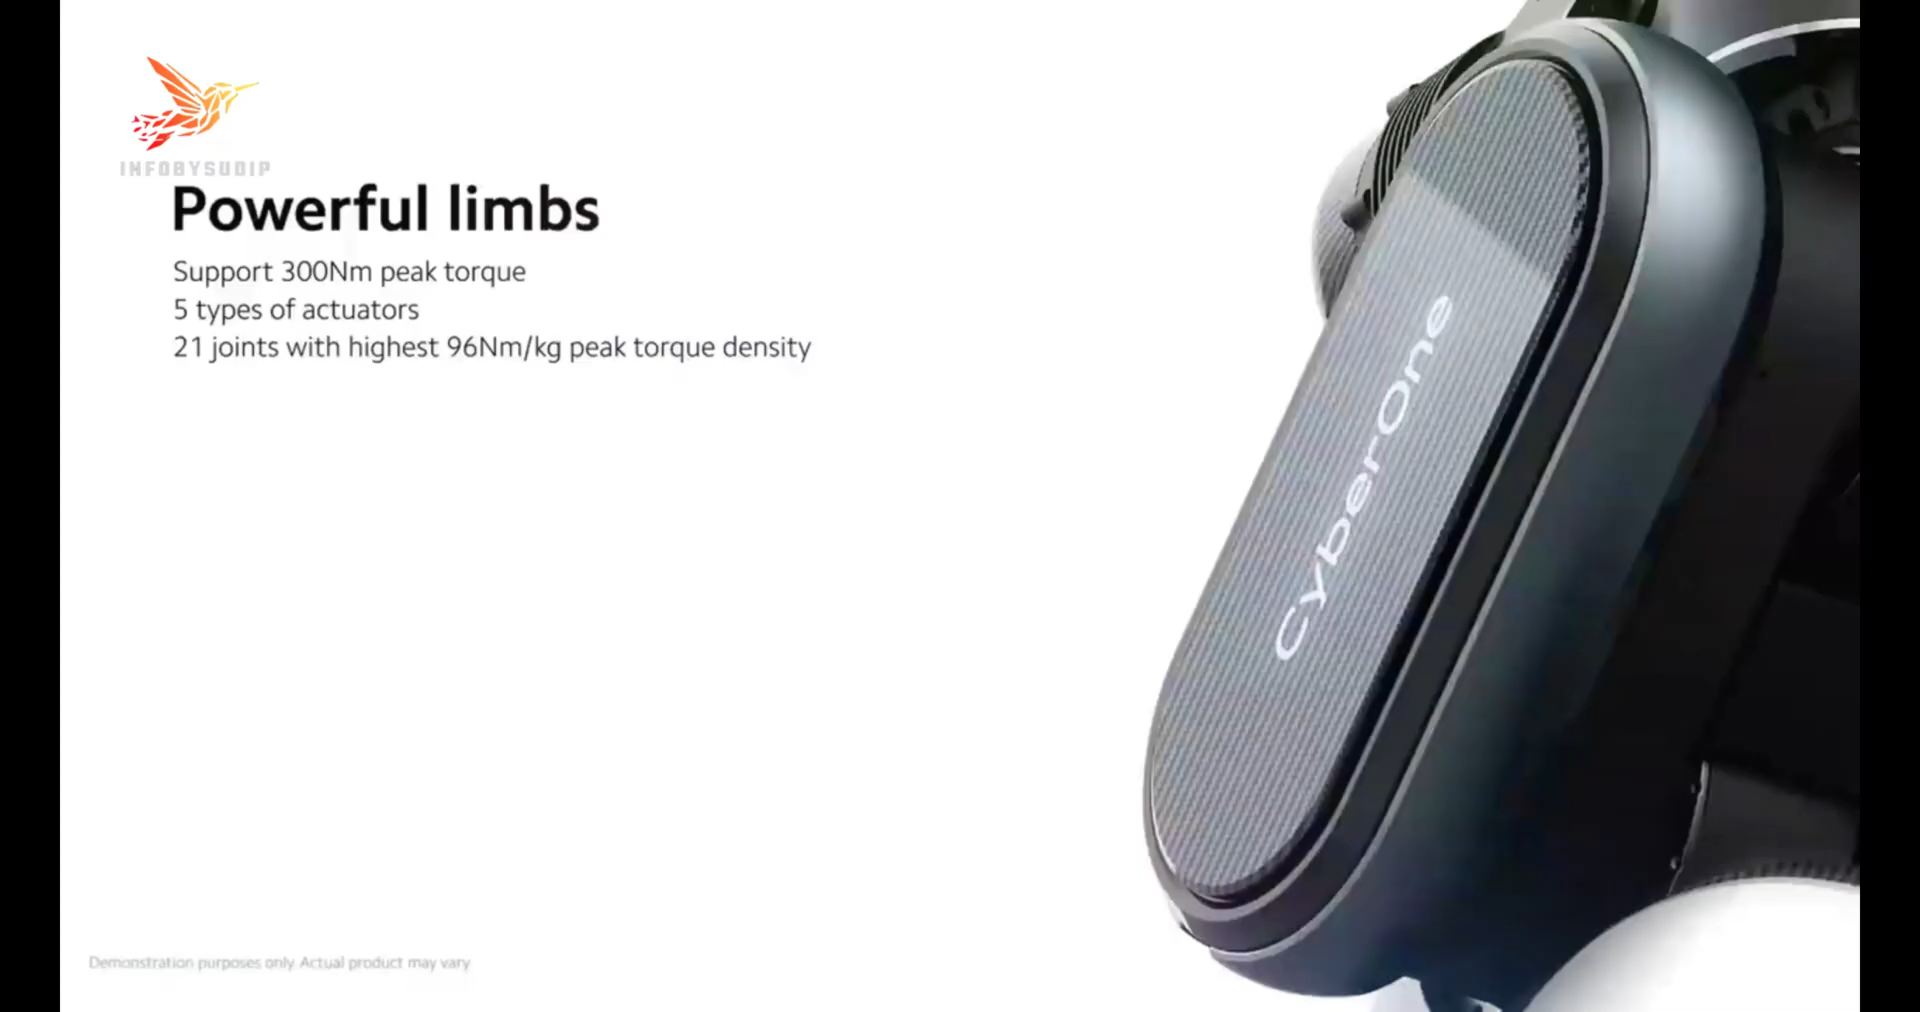 INFOBYSUDIP
Powerful limbs
Support 300Nm peak torque
5 types of actuators
21 joints with highest 96Nm/kg peak torque density
CyberOne
Demonstration purposes only. Actual product may vary